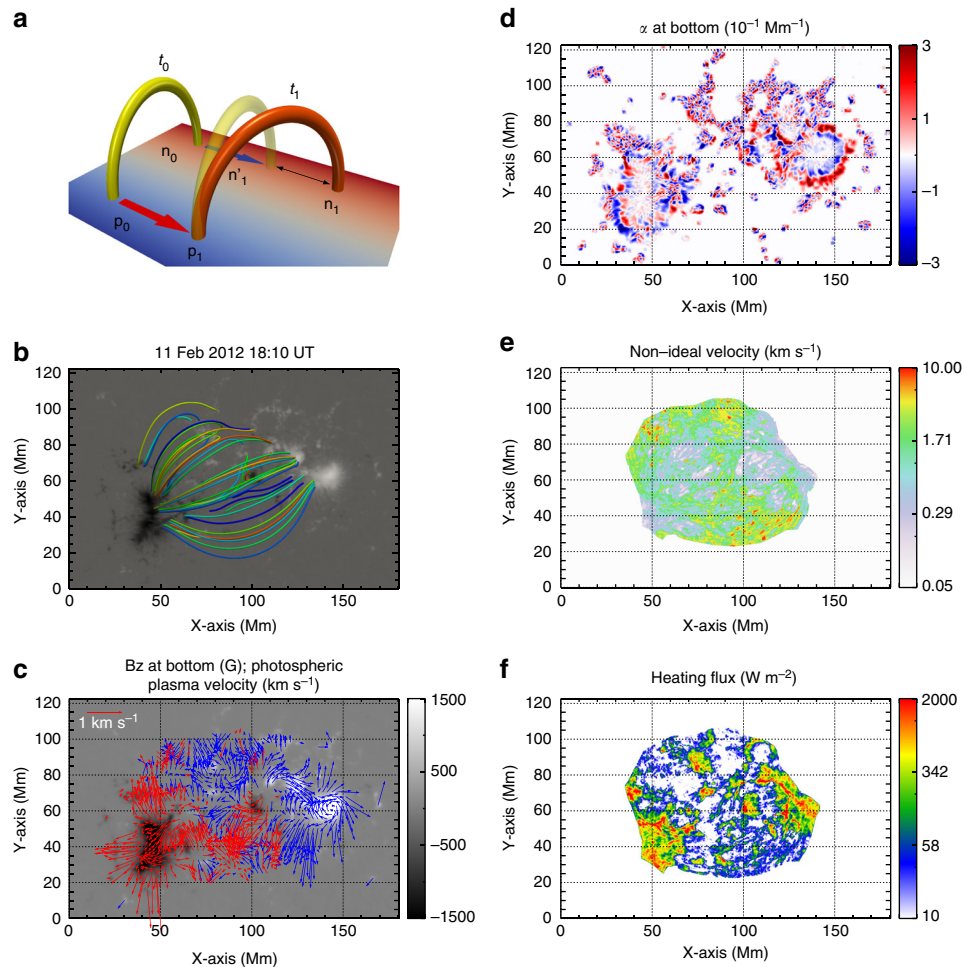 a
t0
t1
n0
n'1
n1
p0
p1
b
11 Feb 2012 18:10 UT
120
100
80
60
40
20
0
Y-axis (Mm)
0 50 100 150
X-axis (Mm)
c
Bz at bottom (G); photospheric
plasma velocity (km s−1)
1 km s−1
120
100
80
60
40
20
0
Y-axis (Mm)
0 50 100 150
X-axis (Mm)
1500
500
−500
−1500
d
α at bottom (10−1 Mm−1)
120
100
80
60
40
20
0
Y-axis (Mm)
0 50 100 150
X-axis (Mm)
3
1
−1
−3
e
Non–ideal velocity (km s−1)
120
100
80
60
40
20
0
Y-axis (Mm)
0 50 100 150
X-axis (Mm)
10.00
1.71
0.29
0.05
f
Heating flux (W m−2)
120
100
80
60
40
20
0
Y-axis (Mm)
0 50 100 150
X-axis (Mm)
2000
342
58
10